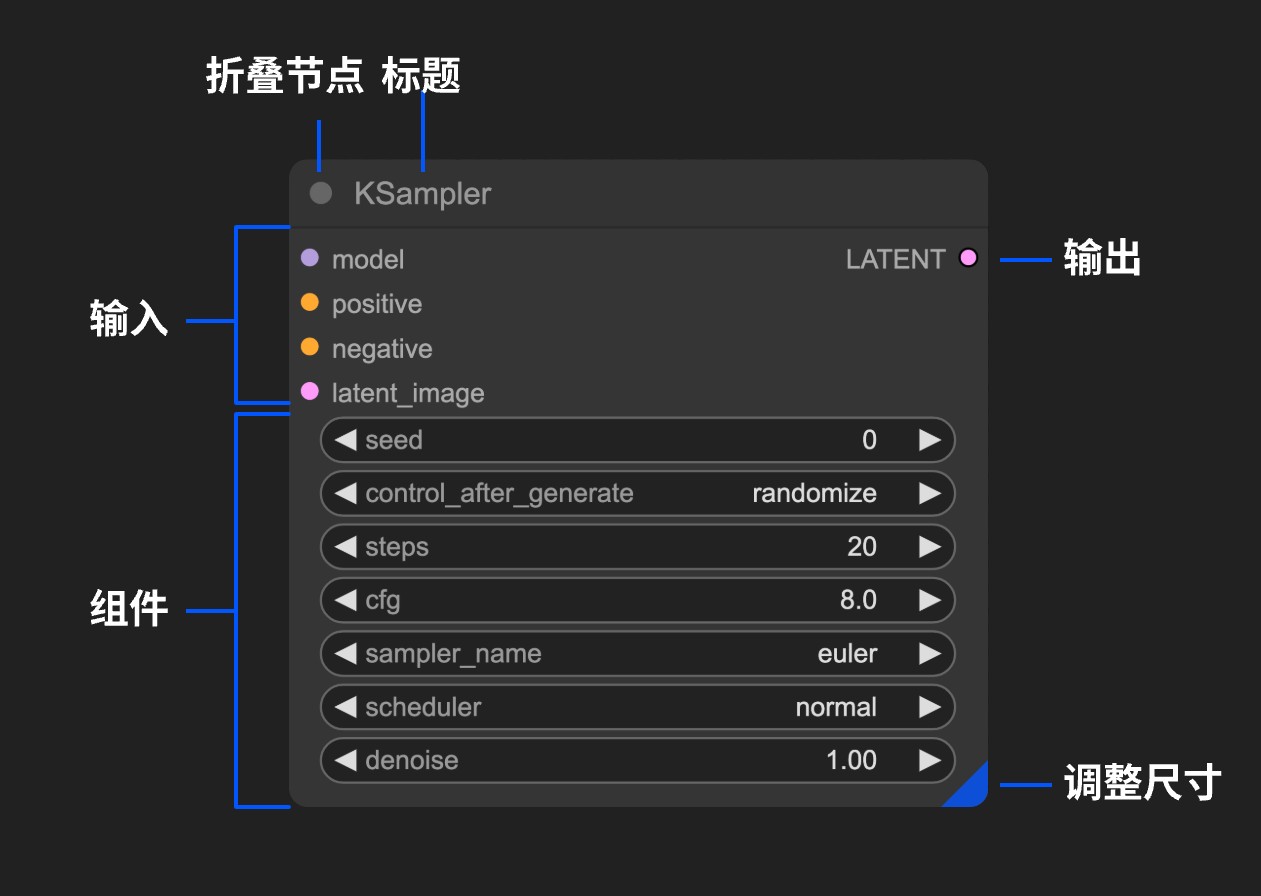 折叠节点 标题
KSampler
model
LATENT
输出
positive
输入
negative
latent_image
seed 0
control_after_generate randomize
steps 20
cfg 8.0
组件
sampler_name euler
scheduler normal
denoise 1.00
调整尺寸